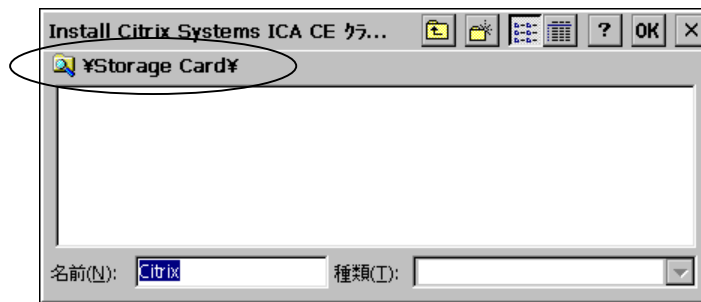 Install Citrix Systems ICA CE ｸﾗ... ? OK ×
¥Storage Card¥
名前(N): Citrix 種類(T):